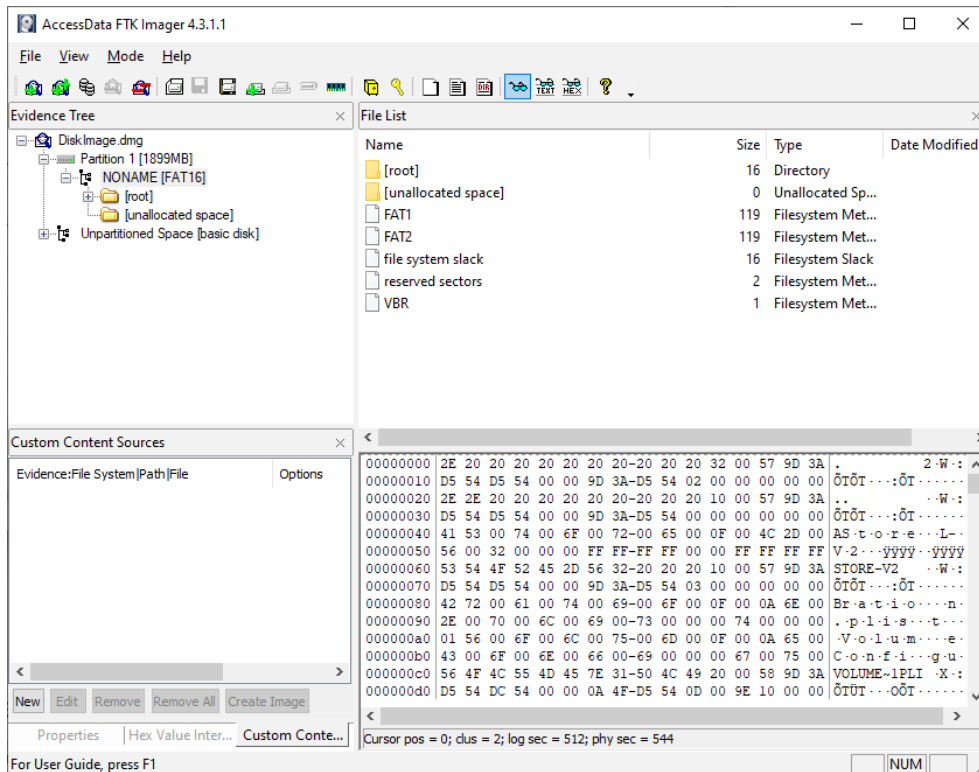 AccessData FTK Imager 4.3.1.1
File View Mode Help
Evidence Tree
DiskImage.dmg
Partition 1 [1899MB]
NONAME [FAT16]
[root]
[unallocated space]
Unpartitioned Space [basic disk]
File List
Name Size Type Date Modified
[root] 16 Directory
[unallocated space] 0 Unallocated Sp...
FAT1 119 Filesystem Met...
FAT2 119 Filesystem Met...
file system slack 16 Filesystem Slack
reserved sectors 2 Filesystem Met...
VBR 1 Filesystem Met...
Custom Content Sources
Evidence:File System|Path|File Options
New Edit Remove Remove All Create Image
Properties Hex Value Inter... Custom Conte...
00000000 2E 20 20 20 20 20 20 20-20 20 20 32 00 57 9D 3A .          2·W·:
00000010 D5 54 D5 54 00 00 9D 3A-D5 54 02 00 00 00 00 00 ÕTÕT···:ÕT······
00000020 2E 2E 20 20 20 20 20 20-20 20 20 10 00 57 9D 3A ..         ··W·:
00000030 D5 54 D5 54 00 00 9D 3A-D5 54 00 00 00 00 00 00 ÕTÕT···:ÕT······
00000040 41 53 00 74 00 6F 00 72-00 65 00 0F 00 4C 2D 00 AS·t·o·r·e···L-·
00000050 56 00 32 00 00 00 FF FF-FF FF 00 00 FF FF FF FF V·2···ÿÿÿÿ··ÿÿÿÿ
00000060 53 54 4F 52 45 2D 56 32-20 20 20 10 00 57 9D 3A STORE-V2   ··W·:
00000070 D5 54 D5 54 00 00 9D 3A-D5 54 03 00 00 00 00 00 ÕTÕT···:ÕT······
00000080 42 72 00 61 00 74 00 69-00 6F 00 0F 00 0A 6E 00 Br·a·t·i·o····n·
00000090 2E 00 70 00 6C 00 69 00-73 00 00 00 74 00 00 00 .·p·l·i·s···t···
000000a0 01 56 00 6F 00 6C 00 75-00 6D 00 0F 00 0A 65 00 ·V·o·l·u·m····e·
000000b0 43 00 6F 00 6E 00 66 00-69 00 00 00 67 00 75 00 C·o·n·f·i···g·u·
000000c0 56 4F 4C 55 4D 45 7E 31-50 4C 49 20 00 58 9D 3A VOLUME~1PLI ·X·:
000000d0 D5 54 DC 54 00 00 0A 4F-D5 54 0D 00 9E 10 00 00 ÕTÜT···OÕT······
Cursor pos = 0; clus = 2; log sec = 512; phy sec = 544
For User Guide, press F1
NUM